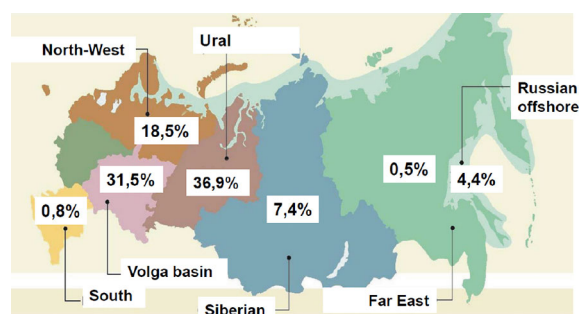 North-West
Ural
Russian
offshore
18,5%
31,5%
36,9%
0,5%
4,4%
0,8%
7,4%
Volga basin
South
Siberian
Far East